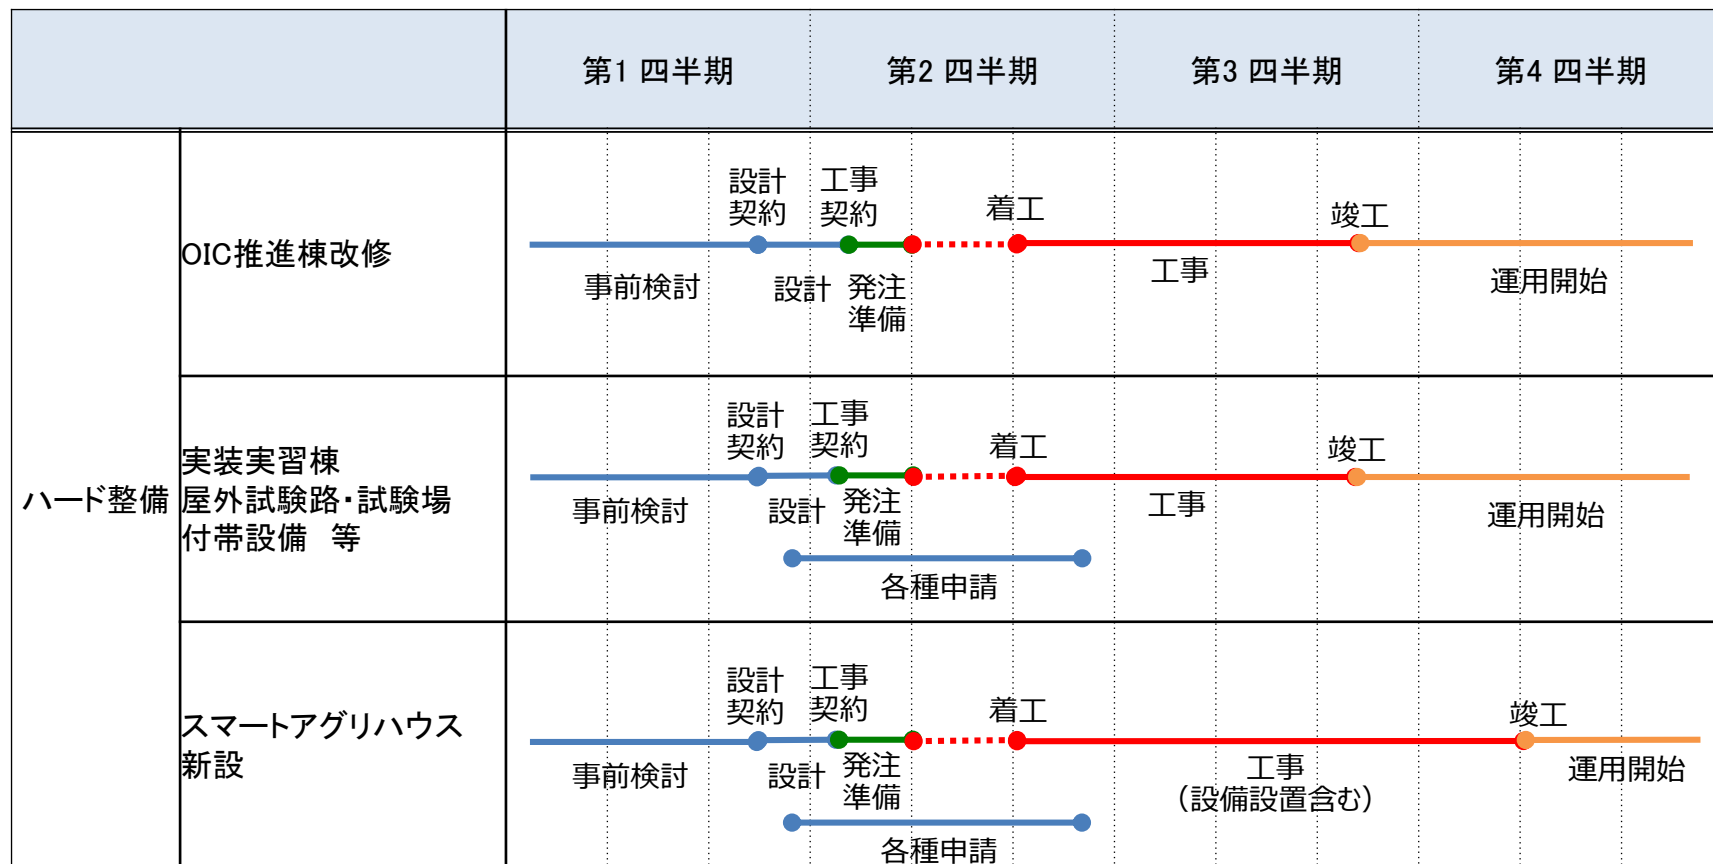 第1 四半期
第2 四半期
第3 四半期
第4 四半期
ハード整備
OIC推進棟改修
設計
契約
工事
契約
着工
竣工
事前検討
設計
発注
準備
工事
運用開始
実装実習棟
屋外試験路・試験場
付帯設備　等
設計
契約
工事
契約
着工
竣工
事前検討
設計
発注
準備
工事
運用開始
各種申請
スマートアグリハウス
新設
設計
契約
工事
契約
着工
竣工
事前検討
設計
発注
準備
工事
（設備設置含む）
運用開始
各種申請